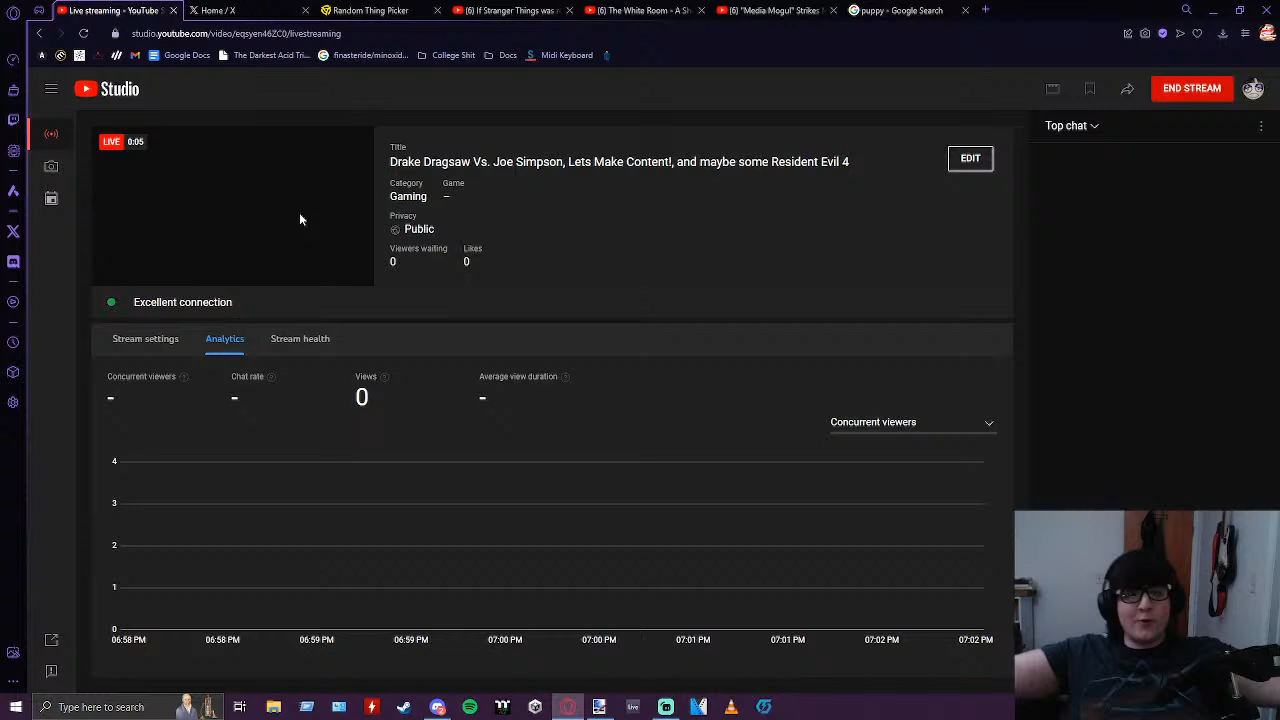 Live streaming - YouTube S
Home / X
Random Thing Picker
(6) If Stranger Things was r
(6) The White Room - A Sh
(6) "Media Mogul" Strikes M
puppy - Google Search
studio.youtube.com/video/eqsyen46ZC0/livestreaming
Google Docs
The Darkest Acid Tri...
finasteride/minoxid...
College Shit
Docs
Midi Keyboard
Studio
END STREAM
LIVE 0:05
Title
Drake Dragsaw Vs. Joe Simpson, Lets Make Content!, and maybe some Resident Evil 4
EDIT
Category Game
Gaming –
Privacy
Public
Viewers waiting Likes
0 0
Top chat
Excellent connection
Stream settings Analytics Stream health
Concurrent viewers Chat rate Views Average view duration
- - 0 -
Concurrent viewers
4
3
2
1
0
06:58 PM 06:58 PM 06:59 PM 06:59 PM 07:00 PM 07:00 PM 07:01 PM 07:01 PM 07:02 PM 07:02 PM
Type here to search
Live